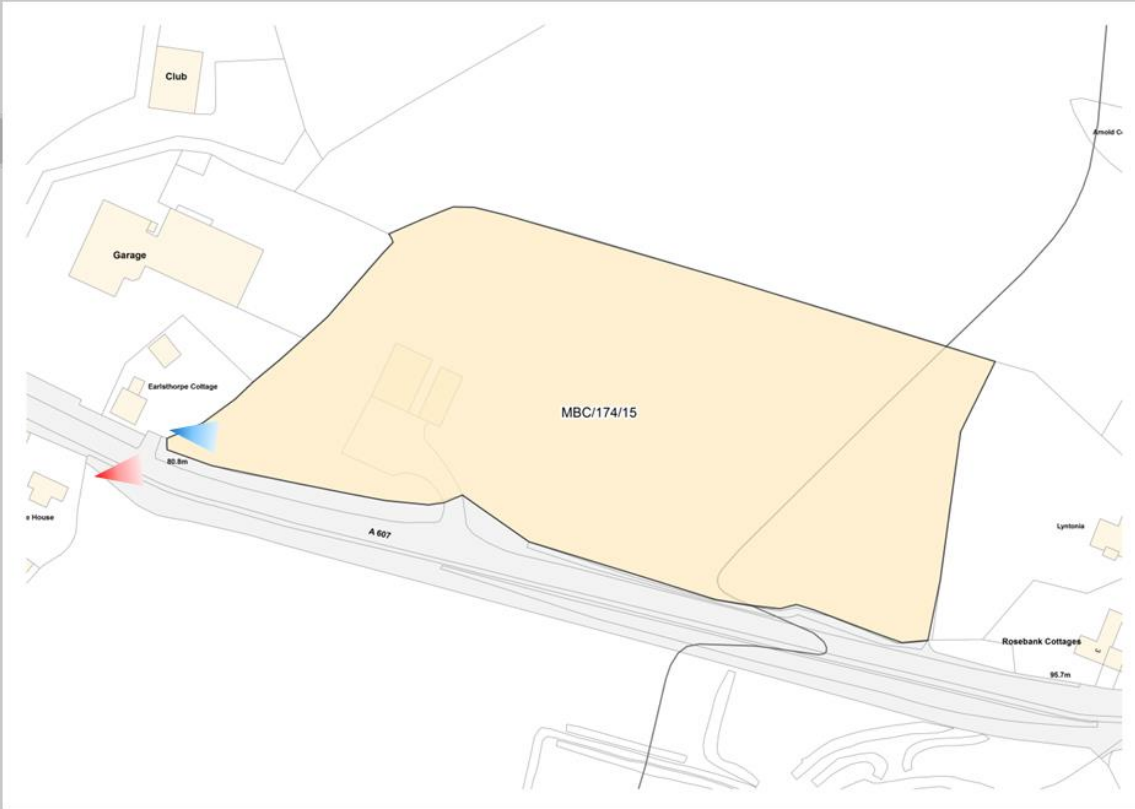 Club
Arnold C
Garage
Earlsthorpe Cottage
MBC/174/15
80.8m
House
A 607
Lyntonia
Rosebank Cottages
95.7m